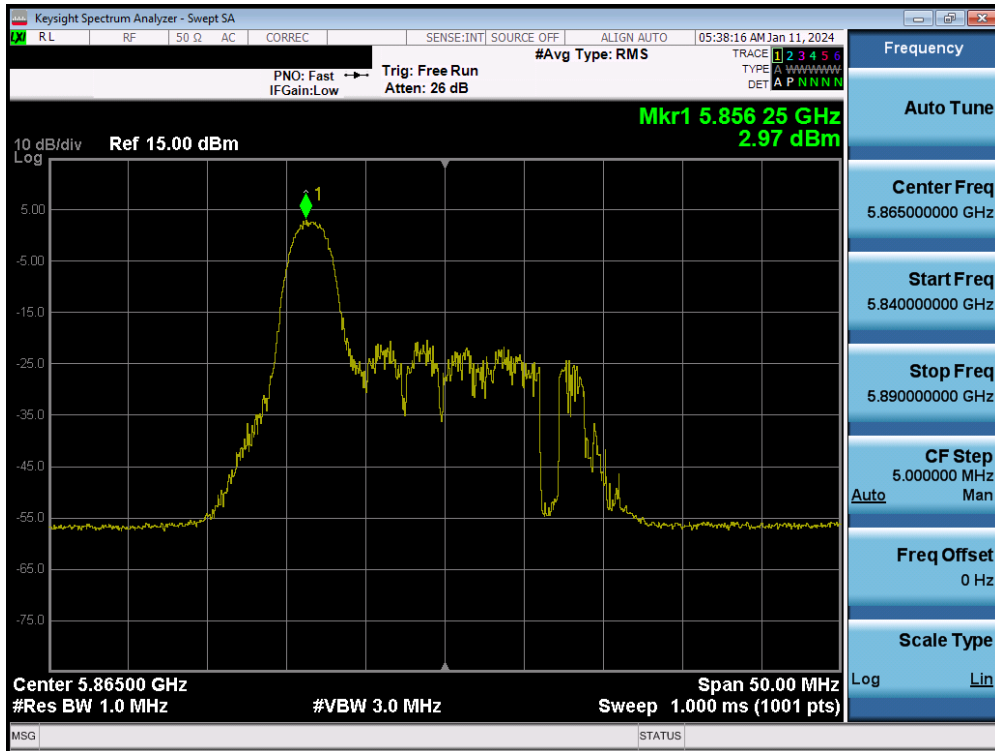 Keysight Spectrum Analyzer - Swept SA
LXI RL RF 50 Ω AC CORREC SENSE:INT SOURCE OFF ALIGN AUTO 05:38:16 AM Jan 11, 2024
#Avg Type: RMS
TRACE 1 2 3 4 5 6
PNO: Fast Trig: Free Run
TYPE A WWWWW
IFGain:Low Atten: 26 dB
DET A P N N N N
Mkr1 5.856 25 GHz
2.97 dBm
10 dB/div Ref 15.00 dBm
Log
1
5.00
-5.00
-15.0
-25.0
-35.0
-45.0
-55.0
-65.0
-75.0
Center 5.86500 GHz Span 50.00 MHz
#Res BW 1.0 MHz #VBW 3.0 MHz Sweep 1.000 ms (1001 pts)
MSG STATUS
Frequency
Auto Tune
Center Freq
5.865000000 GHz
Start Freq
5.840000000 GHz
Stop Freq
5.890000000 GHz
CF Step
5.000000 MHz
Auto Man
Freq Offset
0 Hz
Scale Type
Log Lin